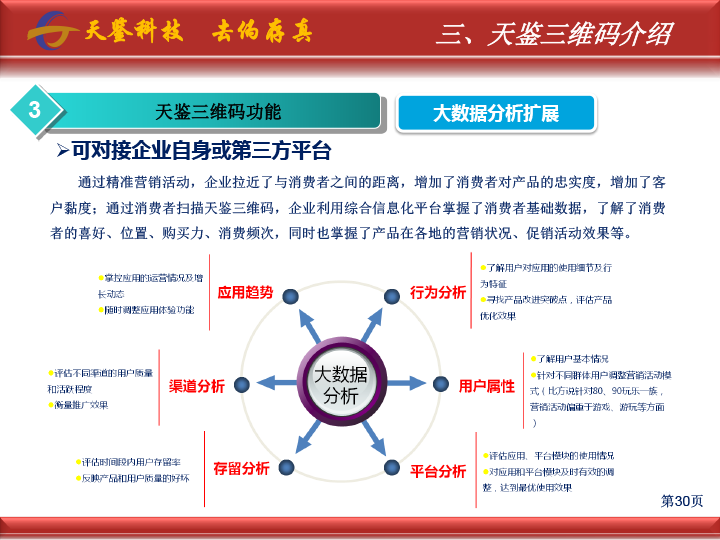 天鉴科技 去伪存真
三、天鉴三维码介绍
3
天鉴三维码功能
大数据分析扩展
➢可对接企业自身或第三方平台
通过精准营销活动，企业拉近了与消费者之间的距离，增加了消费者对产品的忠实度，增加了客
户黏度；通过消费者扫描天鉴三维码，企业利用综合信息化平台掌握了消费者基础数据，了解了消费
者的喜好、位置、购买力、消费频次，同时也掌握了产品在各地的营销状况、促销活动效果等。
掌控应用的运营情况及增
长动态
随时调整应用体验功能
应用趋势
行为分析
了解用户对应用的使用细节及行
为特征
寻找产品改进突破点，评估产品
优化效果
评估不同渠道的用户质量
和活跃程度
衡量推广效果
渠道分析
大数据
分析
用户属性
了解用户基本情况
针对不同群体用户调整营销活动模
式（比方说针对80、90玩乐一族，
营销活动偏重于游戏、游玩等方面
）
评估时间段内用户存留率
反映产品和用户质量的好坏
存留分析
平台分析
评估应用、平台模块的使用情况
对应用和平台模块及时有效的调
整，达到最优使用效果
第30页